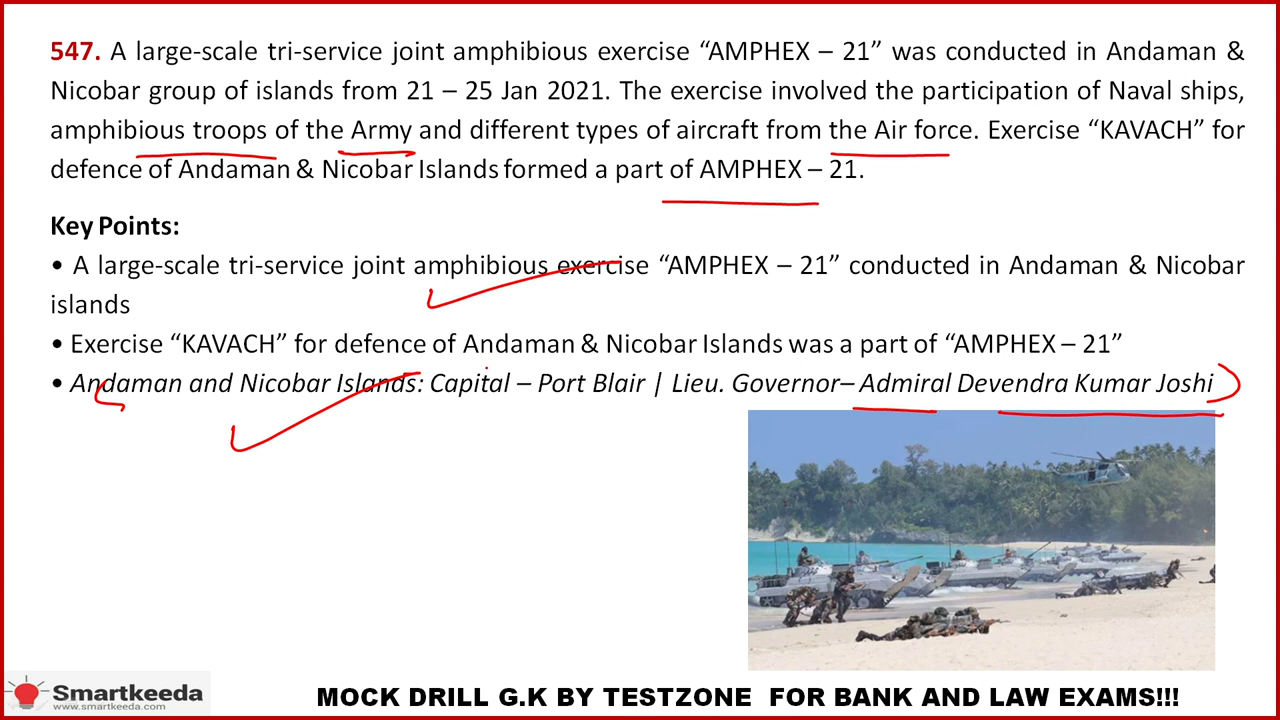 547. A large-scale tri-service joint amphibious exercise “AMPHEX – 21” was conducted in Andaman &
Nicobar group of islands from 21 – 25 Jan 2021. The exercise involved the participation of Naval ships,
amphibious troops of the Army and different types of aircraft from the Air force. Exercise “KAVACH” for
defence of Andaman & Nicobar Islands formed a part of AMPHEX – 21.
Key Points:
• A large-scale tri-service joint amphibious exercise “AMPHEX – 21” conducted in Andaman & Nicobar
islands
• Exercise “KAVACH” for defence of Andaman & Nicobar Islands was a part of “AMPHEX – 21”
• Andaman and Nicobar Islands: Capital – Port Blair | Lieu. Governor– Admiral Devendra Kumar Joshi
Smartkeeda
www.smartkeeda.com
MOCK DRILL G.K BY TESTZONE FOR BANK AND LAW EXAMS!!!